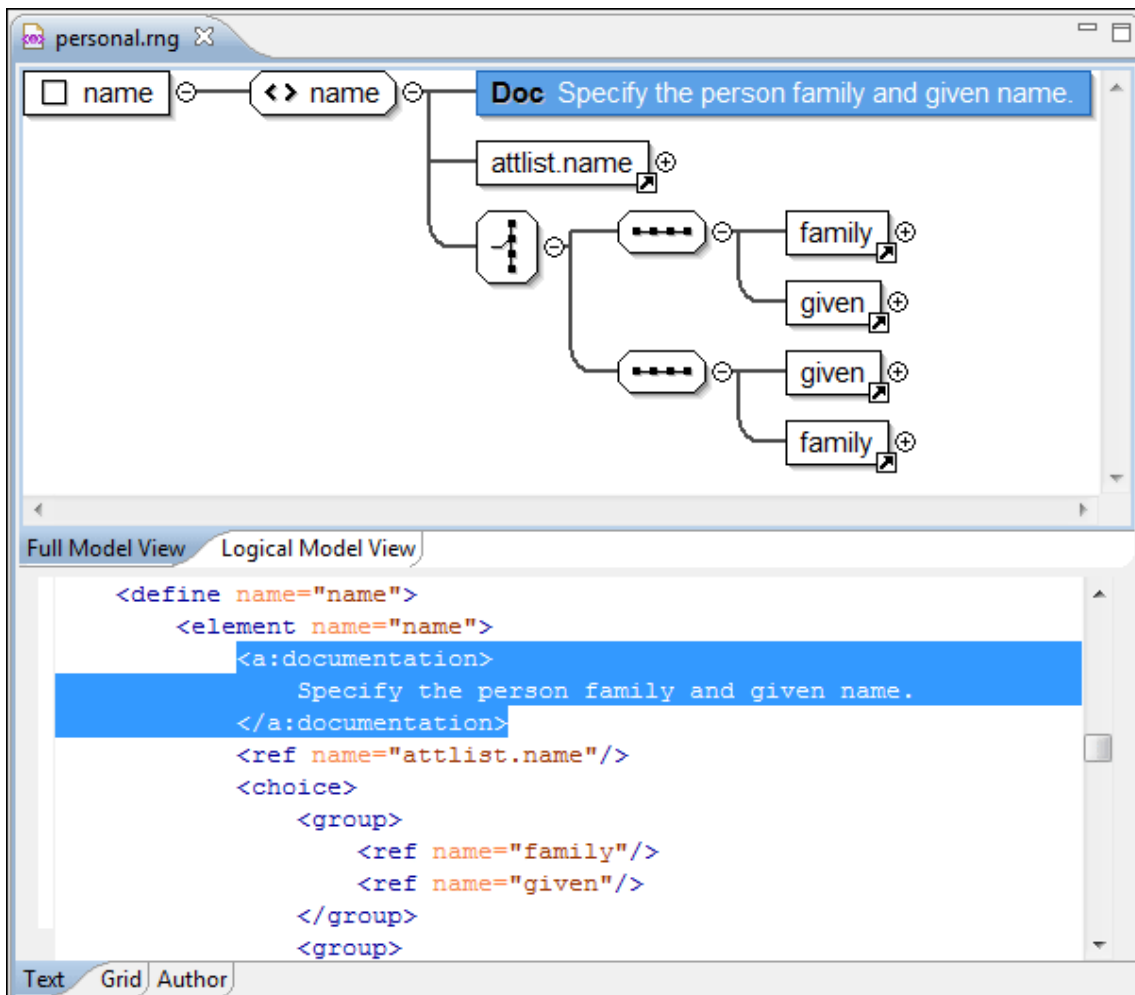 personal.rng
name
< > name
Doc Specify the person family and given name.
attlist.name
family
given
given
family
Full Model View
Logical Model View
<define name="name">
<element name="name">
<a:documentation>
Specify the person family and given name.
</a:documentation>
<ref name="attlist.name"/>
<choice>
<group>
<ref name="family"/>
<ref name="given"/>
</group>
<group>
Text Grid Author